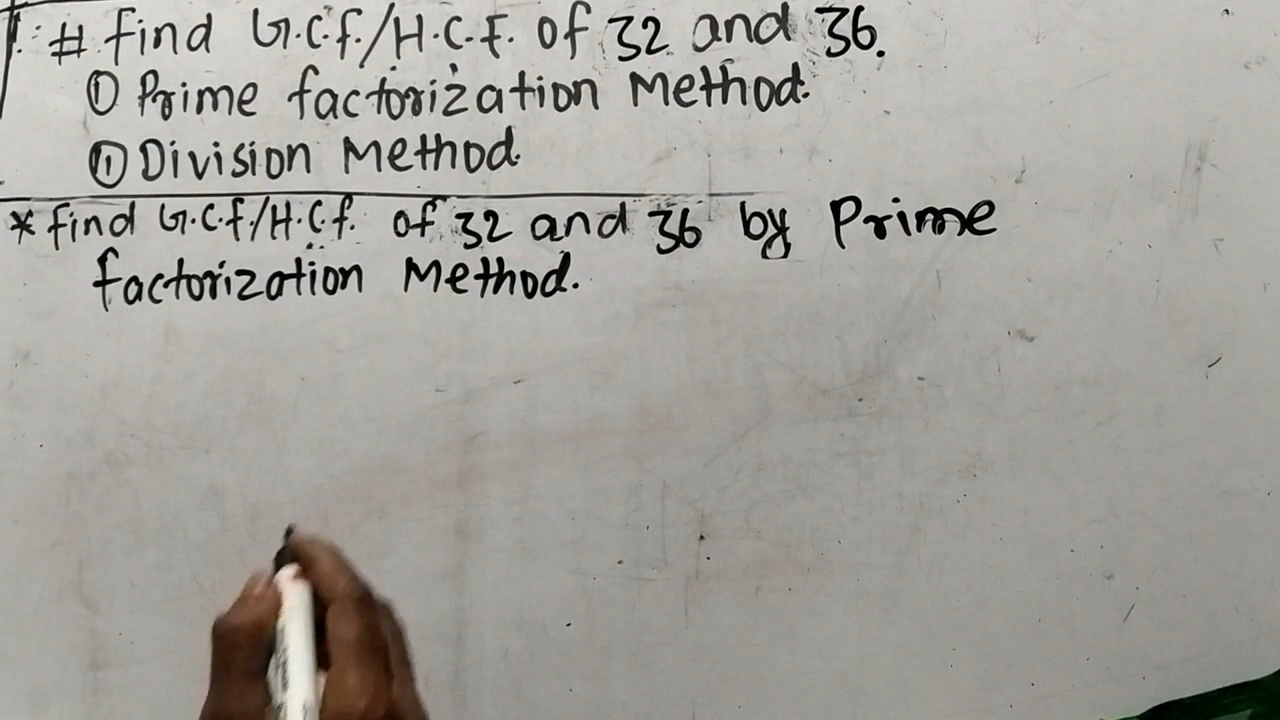 # Find G.C.F./H.C.F. of 32 and 36.
① Prime factorization Method.
① Division Method.
* Find G.C.F./H.C.F. of 32 and 36 by Prime
factorization Method.